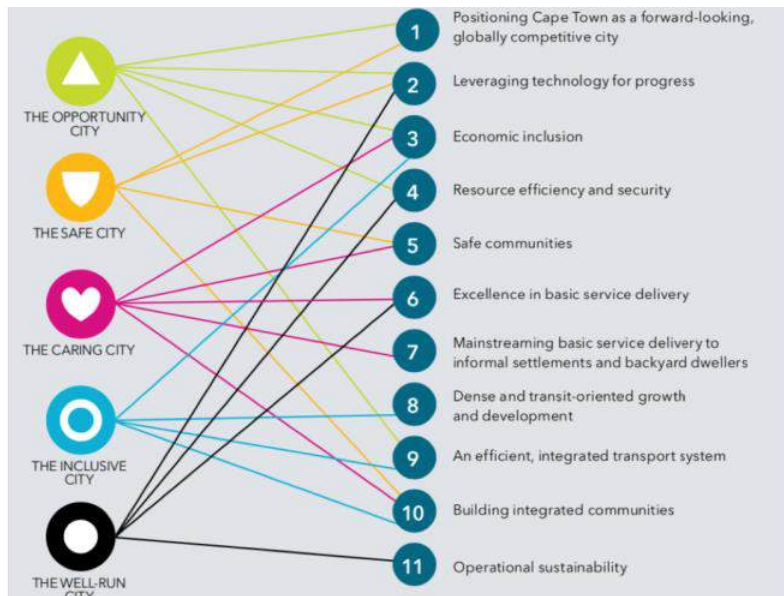 1
Positioning Cape Town as a forward-looking,
globally competitive city
2
Leveraging technology for progress
THE OPPORTUNITY
CITY
3
Economic inclusion
4
Resource efficiency and security
THE SAFE CITY
5
Safe communities
6
Excellence in basic service delivery
THE CARING CITY
7
Mainstreaming basic service delivery to
informal settlements and backyard dwellers
8
Dense and transit-oriented growth
and development
THE INCLUSIVE
CITY
9
An efficient, integrated transport system
10
Building integrated communities
11
Operational sustainability
THE WELL-RUN
CITY